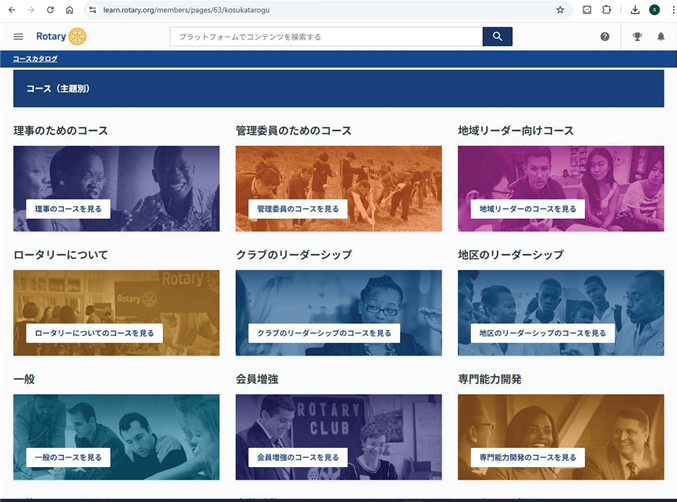 learn.rotary.org/members/pages/63/kosukatarogu
Rotary
プラットフォームでコンテンツを検索する
コースカタログ
コース（主題別）
理事のためのコース
管理委員のためのコース
地域リーダー向けコース
理事のコースを見る
管理委員のコースを見る
地域リーダーのコースを見る
ロータリーについて
クラブのリーダーシップ
地区のリーダーシップ
Rotary
Rotary
ロータリーについてのコースを見る
クラブのリーダーシップのコースを見る
地区のリーダーシップのコースを見る
一般
会員増強
専門能力開発
ROTARY
CLUB
一般のコースを見る
会員増強のコースを見る
専門能力開発のコースを見る